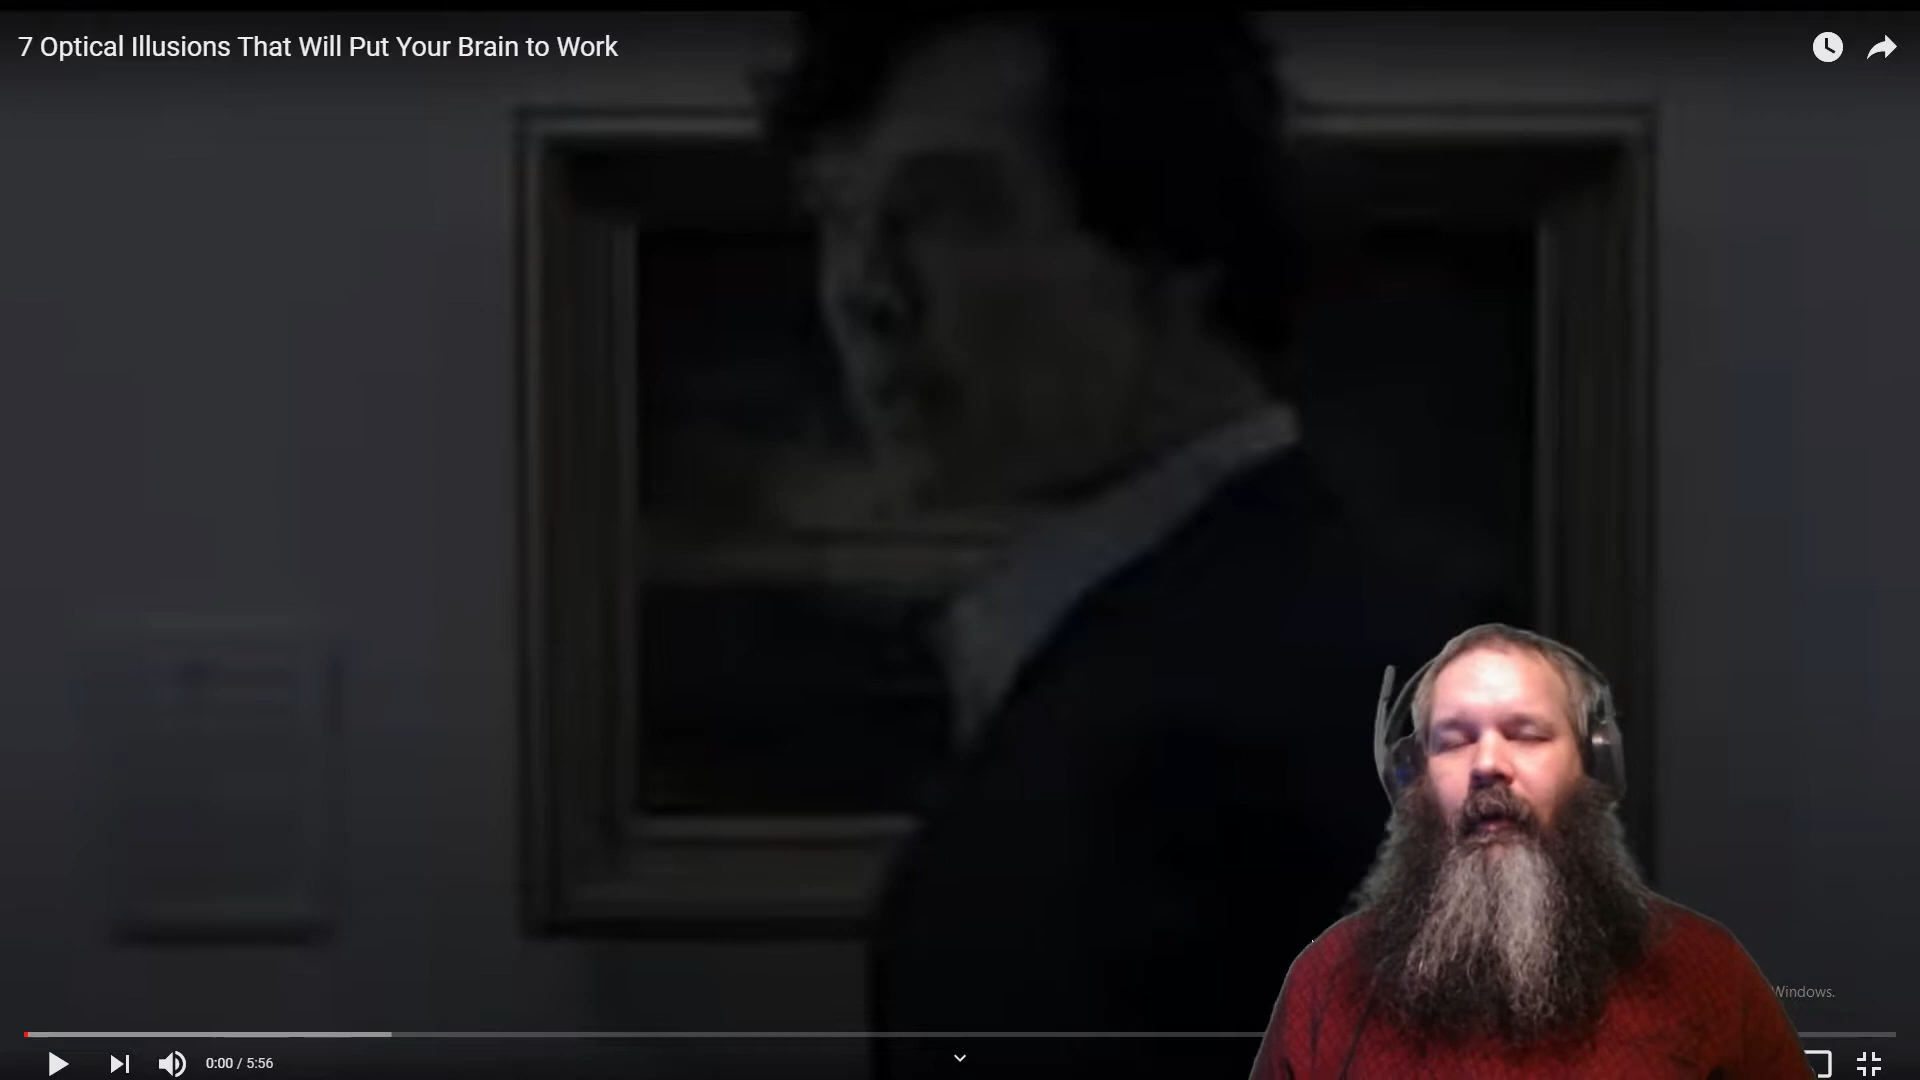 7 Optical Illusions That Will Put Your Brain to Work
Windows.
0:00 / 5:56